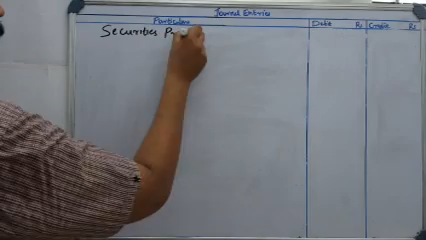 Journal Entries
Particulars Debit Rs Credit Rs
Securities P